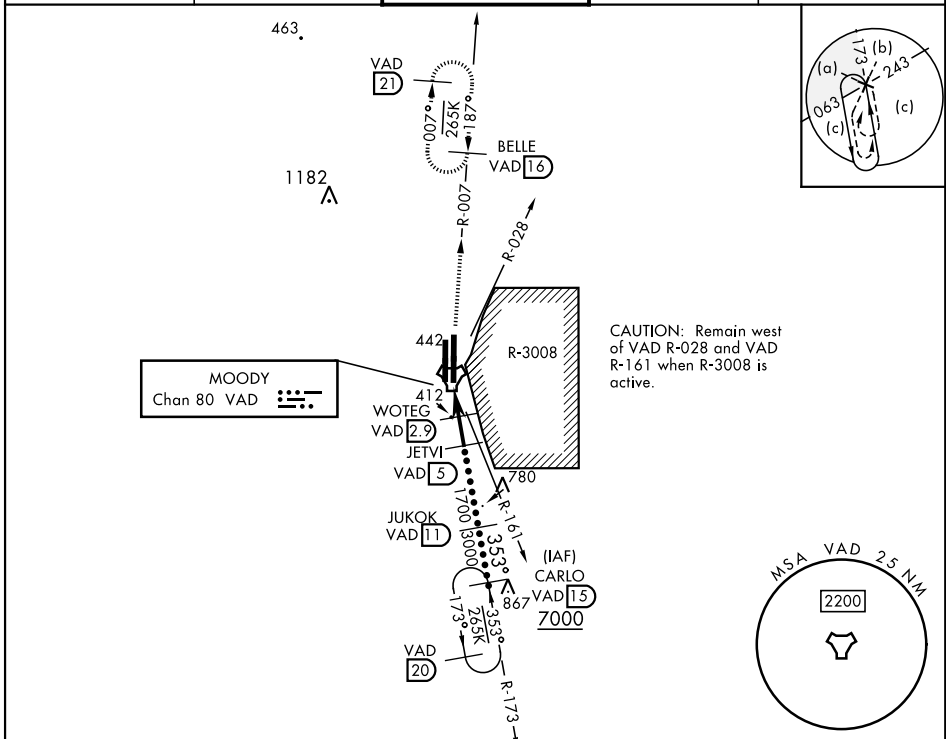 463
VAD
21
007°
265K
187°
BELLE
VAD 16
1182
R-007
R-028
173
(a)
(b)
243
063
(c)
(c)
442
R-3008
CAUTION: Remain west
of VAD R-028 and VAD
R-161 when R-3008 is
active.
MOODY
Chan 80 VAD
412
WOTEG
VAD 2.9
JETVI
VAD 5
780
1700
R-161
JUKOK
VAD 11
3000
353°
(IAF)
CARLO
VAD 15
7000
867
173°
265K
353°
VAD
20
R-173
MSA VAD 25 NM
2200